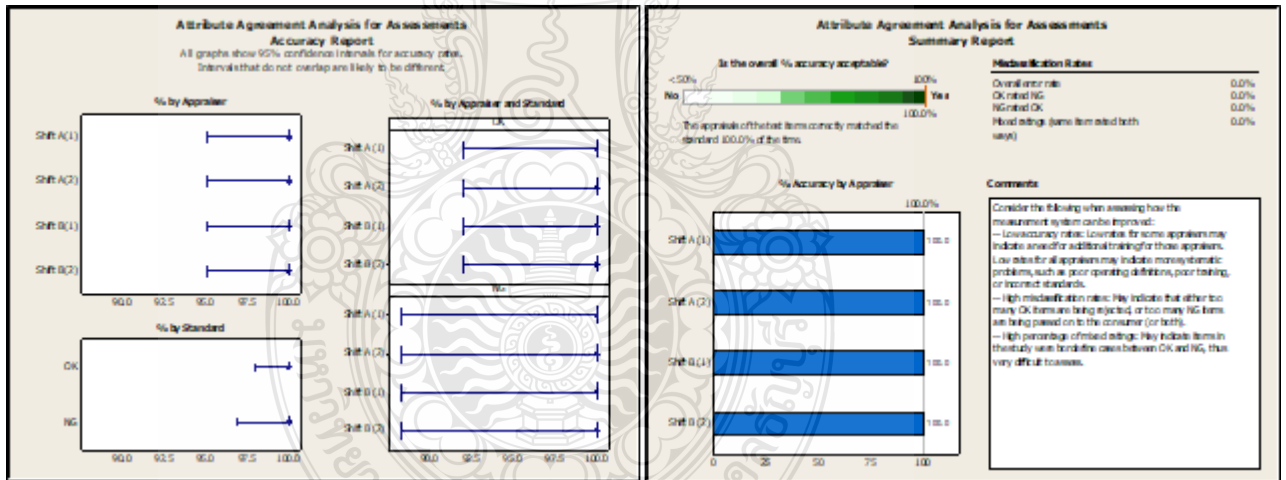 Attribute Agreement Analysis for Assessments
Accuracy Report
All graphs show 95% confidence intervals for accuracy rates.
Intervals that do not overlap are likely to be different.
% by Appraiser
Shift A(1)
Shift A(2)
Shift B(1)
Shift B(2)
90.0 92.5 95.0 97.5 100.0
% by Standard
OK
NG
90.0 92.5 95.0 97.5 100.0
% by Appraiser and Standard
OK
Shift A (1)
Shift A (2)
Shift B (1)
Shift B (2)
NG
Shift A (1)
Shift A (2)
Shift B (1)
Shift B (2)
90.0 92.5 95.0 97.5 100.0
Attribute Agreement Analysis for Assessments
Summary Report
Is the overall % accuracy acceptable?
<50% 100%
No Yes
100.0%
The appraisals of the test items correctly matched the
standard 100.0% of the time.
Misclassification Rates
Overall error rate 0.0%
OK rated NG 0.0%
NG rated OK 0.0%
Mixed ratings (same item rated both 0.0%
ways)
% Accuracy by Appraiser
100.0%
Shift A (1) 100.0
Shift A (2) 100.0
Shift B (1) 100.0
Shift B (2) 100.0
0 25 50 75 100
Comments
Consider the following when assessing how the
measurement system can be improved:
-- Low accuracy rates: Low rates for some appraisers may
indicate a need for additional training for those appraisers.
Low rates for all appraisers may indicate more systematic
problems, such as poor operating definitions, poor training,
or incorrect standards.
-- High misclassification rates: May indicate that either too
many OK items are being rejected, or too many NG items
are being passed on to the consumer (or both).
-- High percentage of mixed ratings: May indicate items in
the study were borderline cases between OK and NG, thus
very difficult to assess.